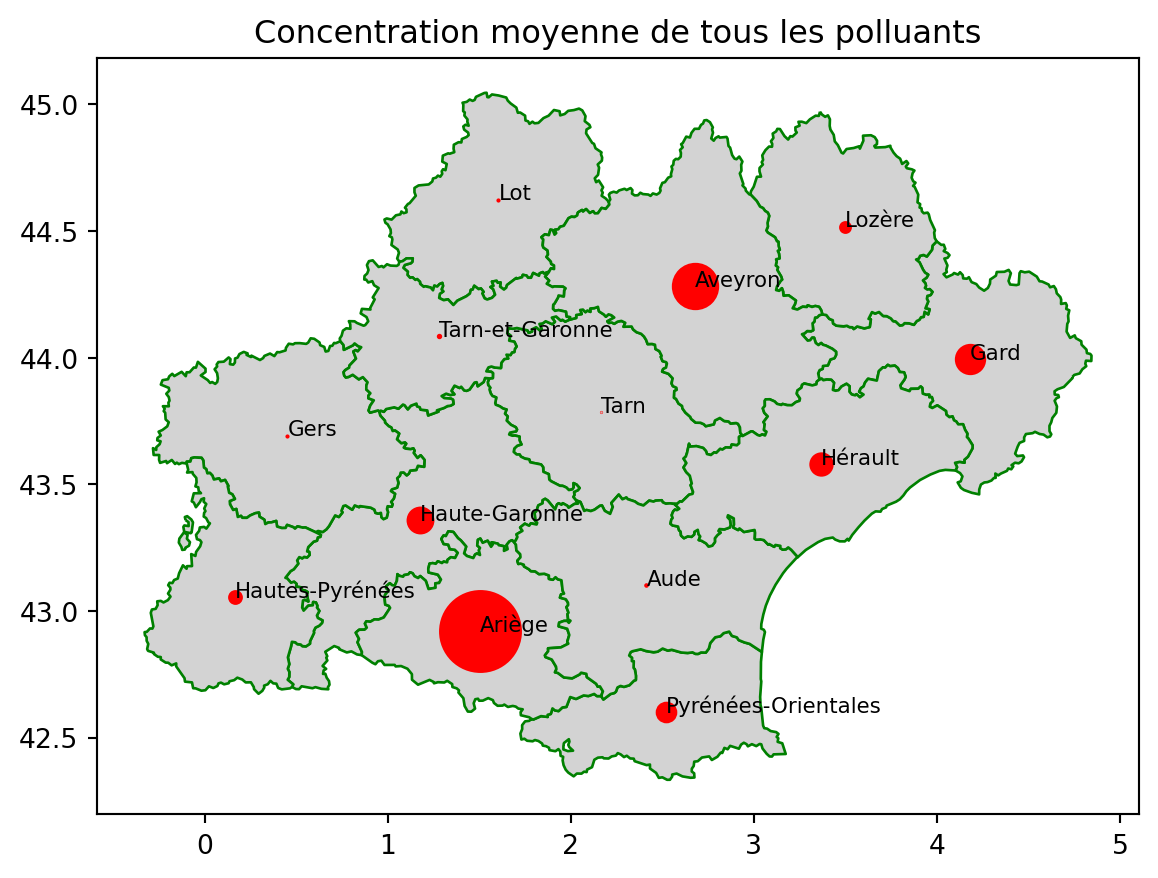 Concentration moyenne de tous les polluants
45.0
44.5
44.0
43.5
43.0
42.5
Lot
Lozère
Aveyron
Tarn-et-Garonne
Gard
Tarn
Gers
Hérault
Haute-Garonne
Aude
Hautes-Pyrénées
Ariège
Pyrénées-Orientales
0 1 2 3 4 5